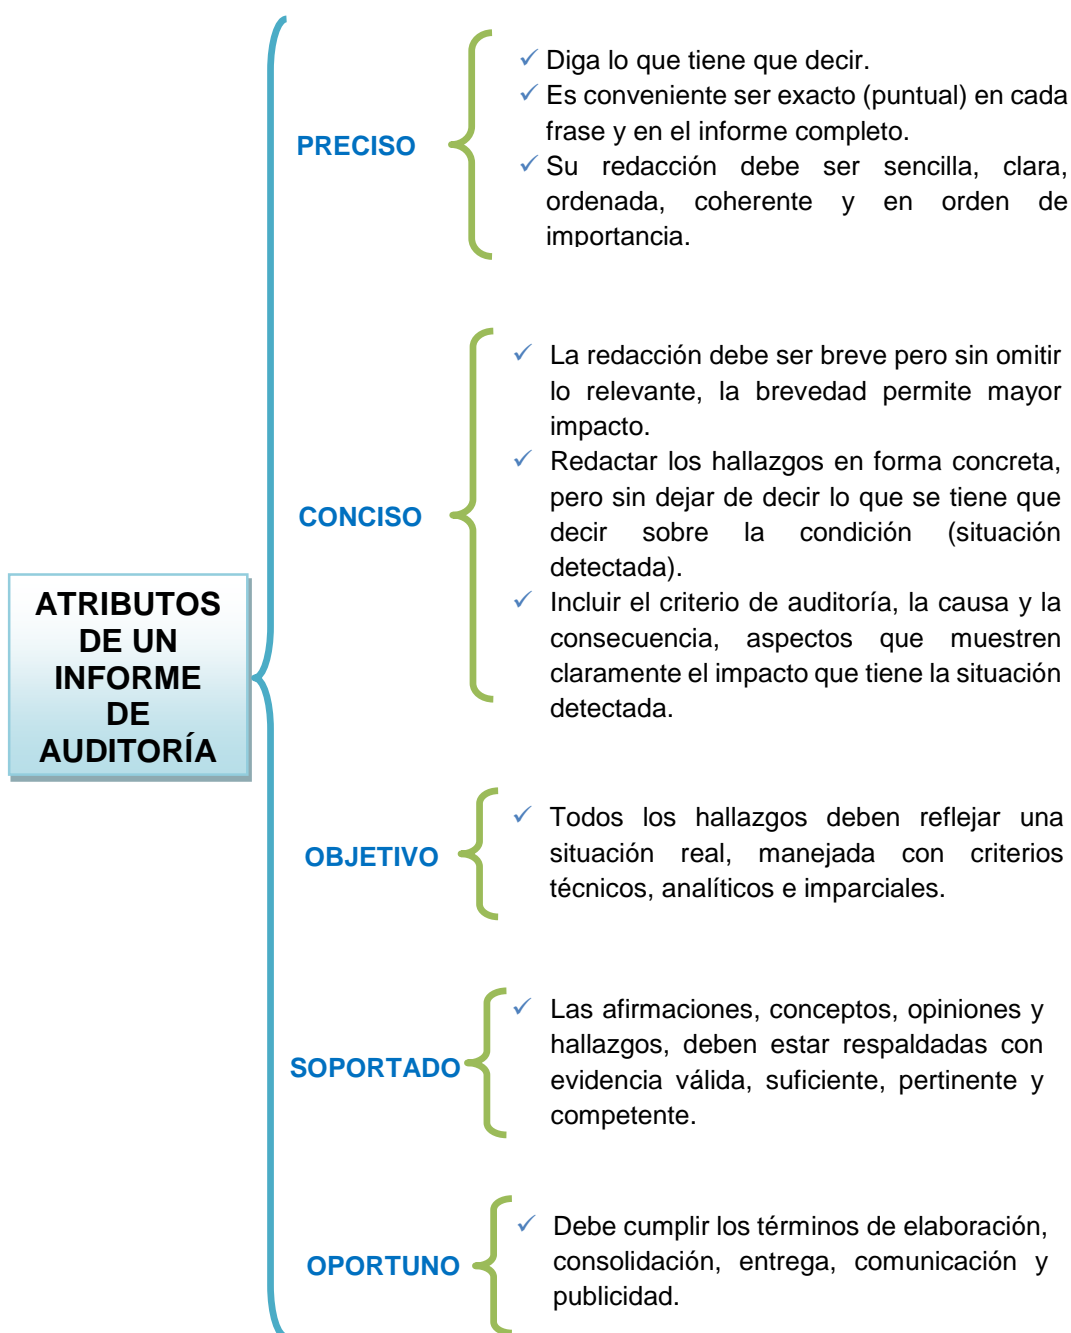 PRECISO
✓ Diga lo que tiene que decir.
✓ Es conveniente ser exacto (puntual) en cada
frase y en el informe completo.
✓ Su redacción debe ser sencilla, clara,
ordenada, coherente y en orden de
importancia.
CONCISO
✓ La redacción debe ser breve pero sin omitir
lo relevante, la brevedad permite mayor
impacto.
✓ Redactar los hallazgos en forma concreta,
pero sin dejar de decir lo que se tiene que
decir sobre la condición (situación
detectada).
✓ Incluir el criterio de auditoría, la causa y la
consecuencia, aspectos que muestren
claramente el impacto que tiene la situación
detectada.
ATRIBUTOS
DE UN
INFORME
DE
AUDITORÍA
OBJETIVO
✓ Todos los hallazgos deben reflejar una
situación real, manejada con criterios
técnicos, analíticos e imparciales.
SOPORTADO
✓ Las afirmaciones, conceptos, opiniones y
hallazgos, deben estar respaldadas con
evidencia válida, suficiente, pertinente y
competente.
OPORTUNO
✓ Debe cumplir los términos de elaboración,
consolidación, entrega, comunicación y
publicidad.